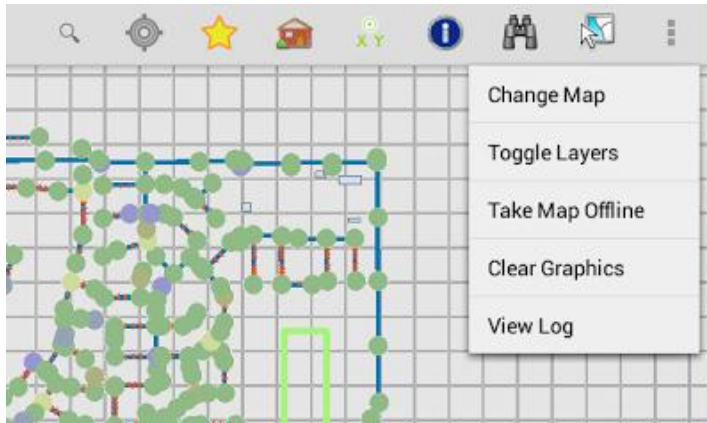 X Y
Change Map
Toggle Layers
Take Map Offline
Clear Graphics
View Log